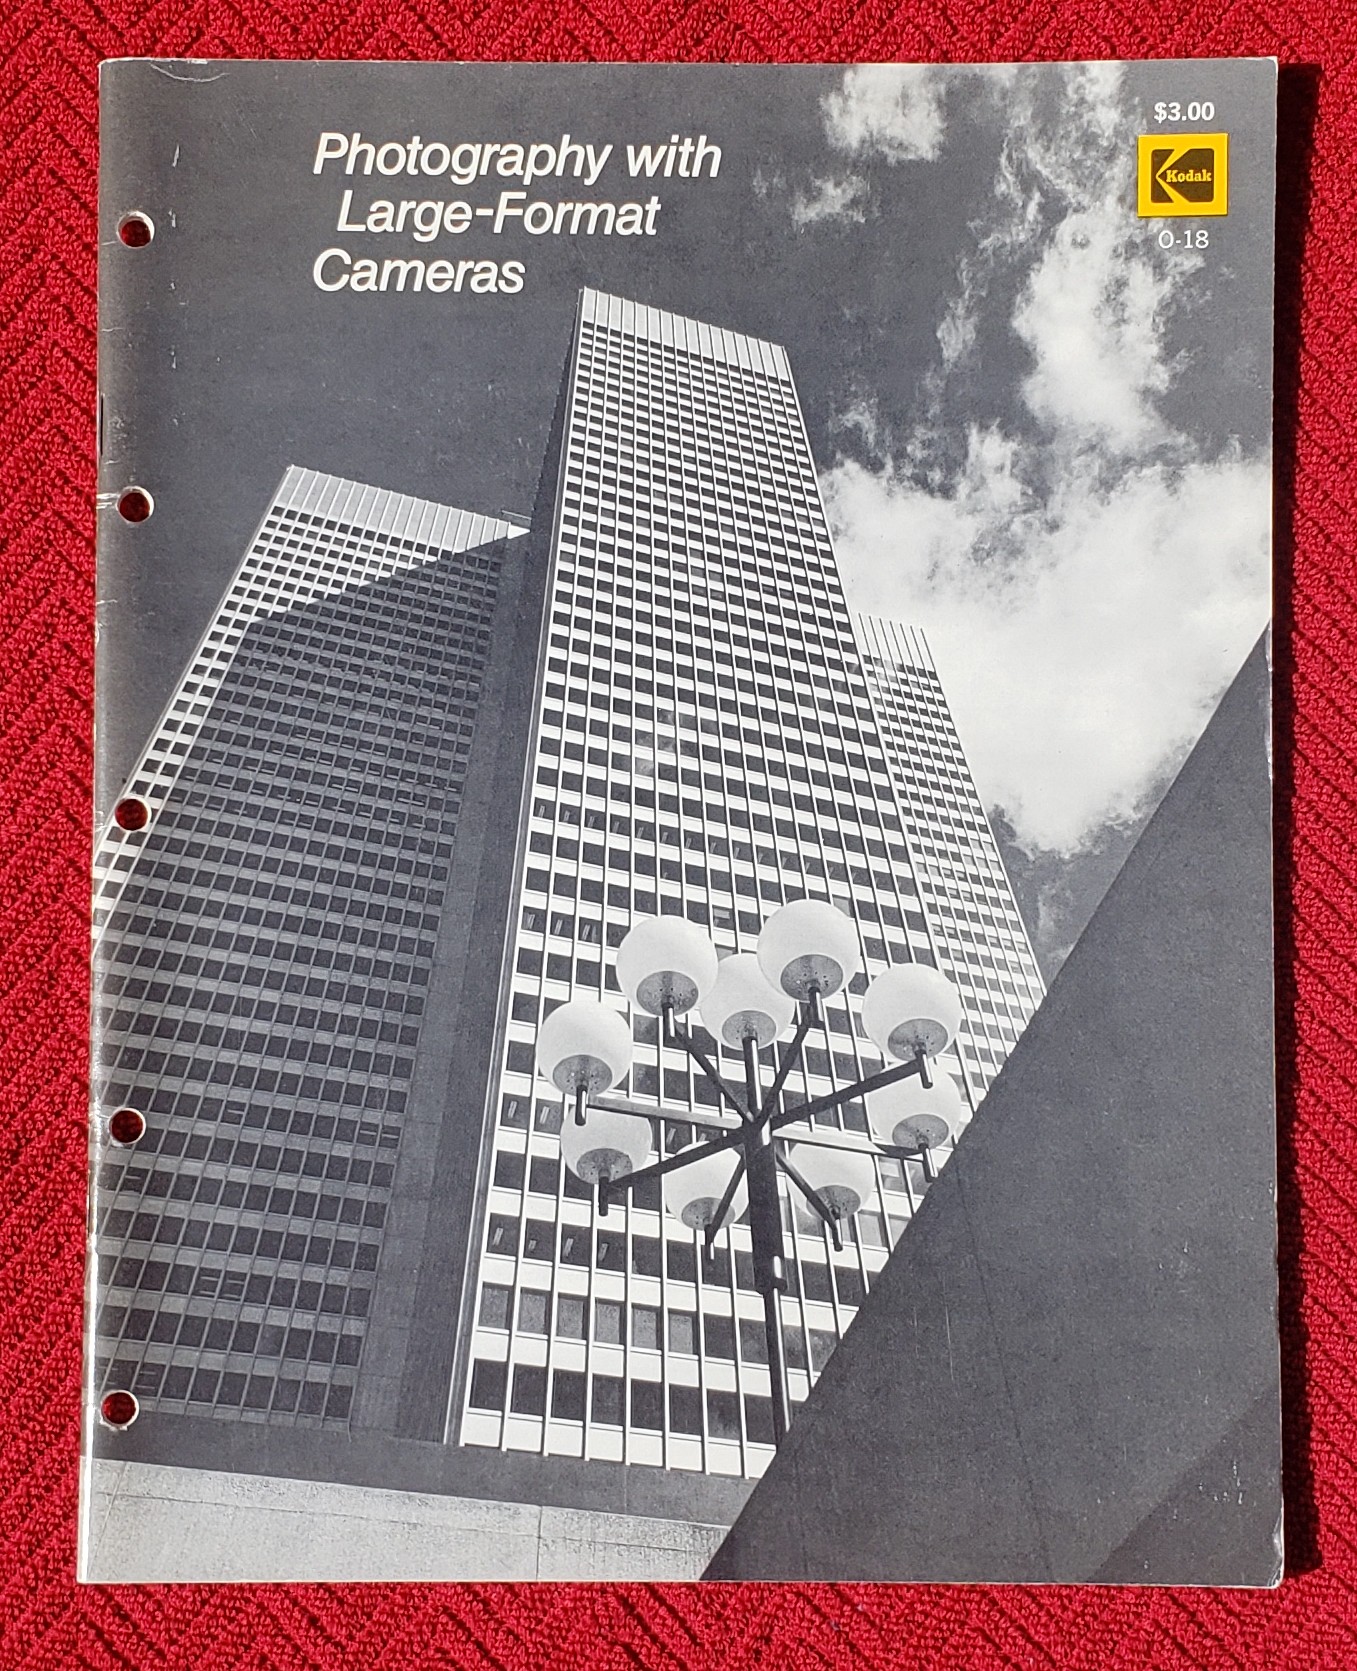 Photography with
Large-Format
Cameras
$3.00
Kodak
O-18